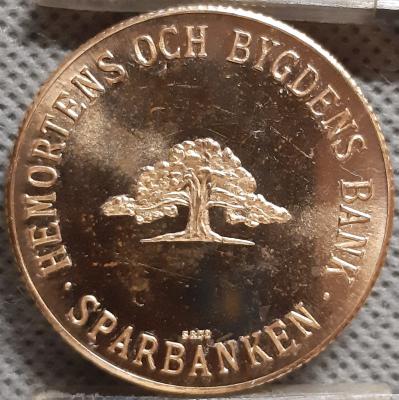 HEMORTENS OCH BYGDENS BANK
· SPARBANKEN ·